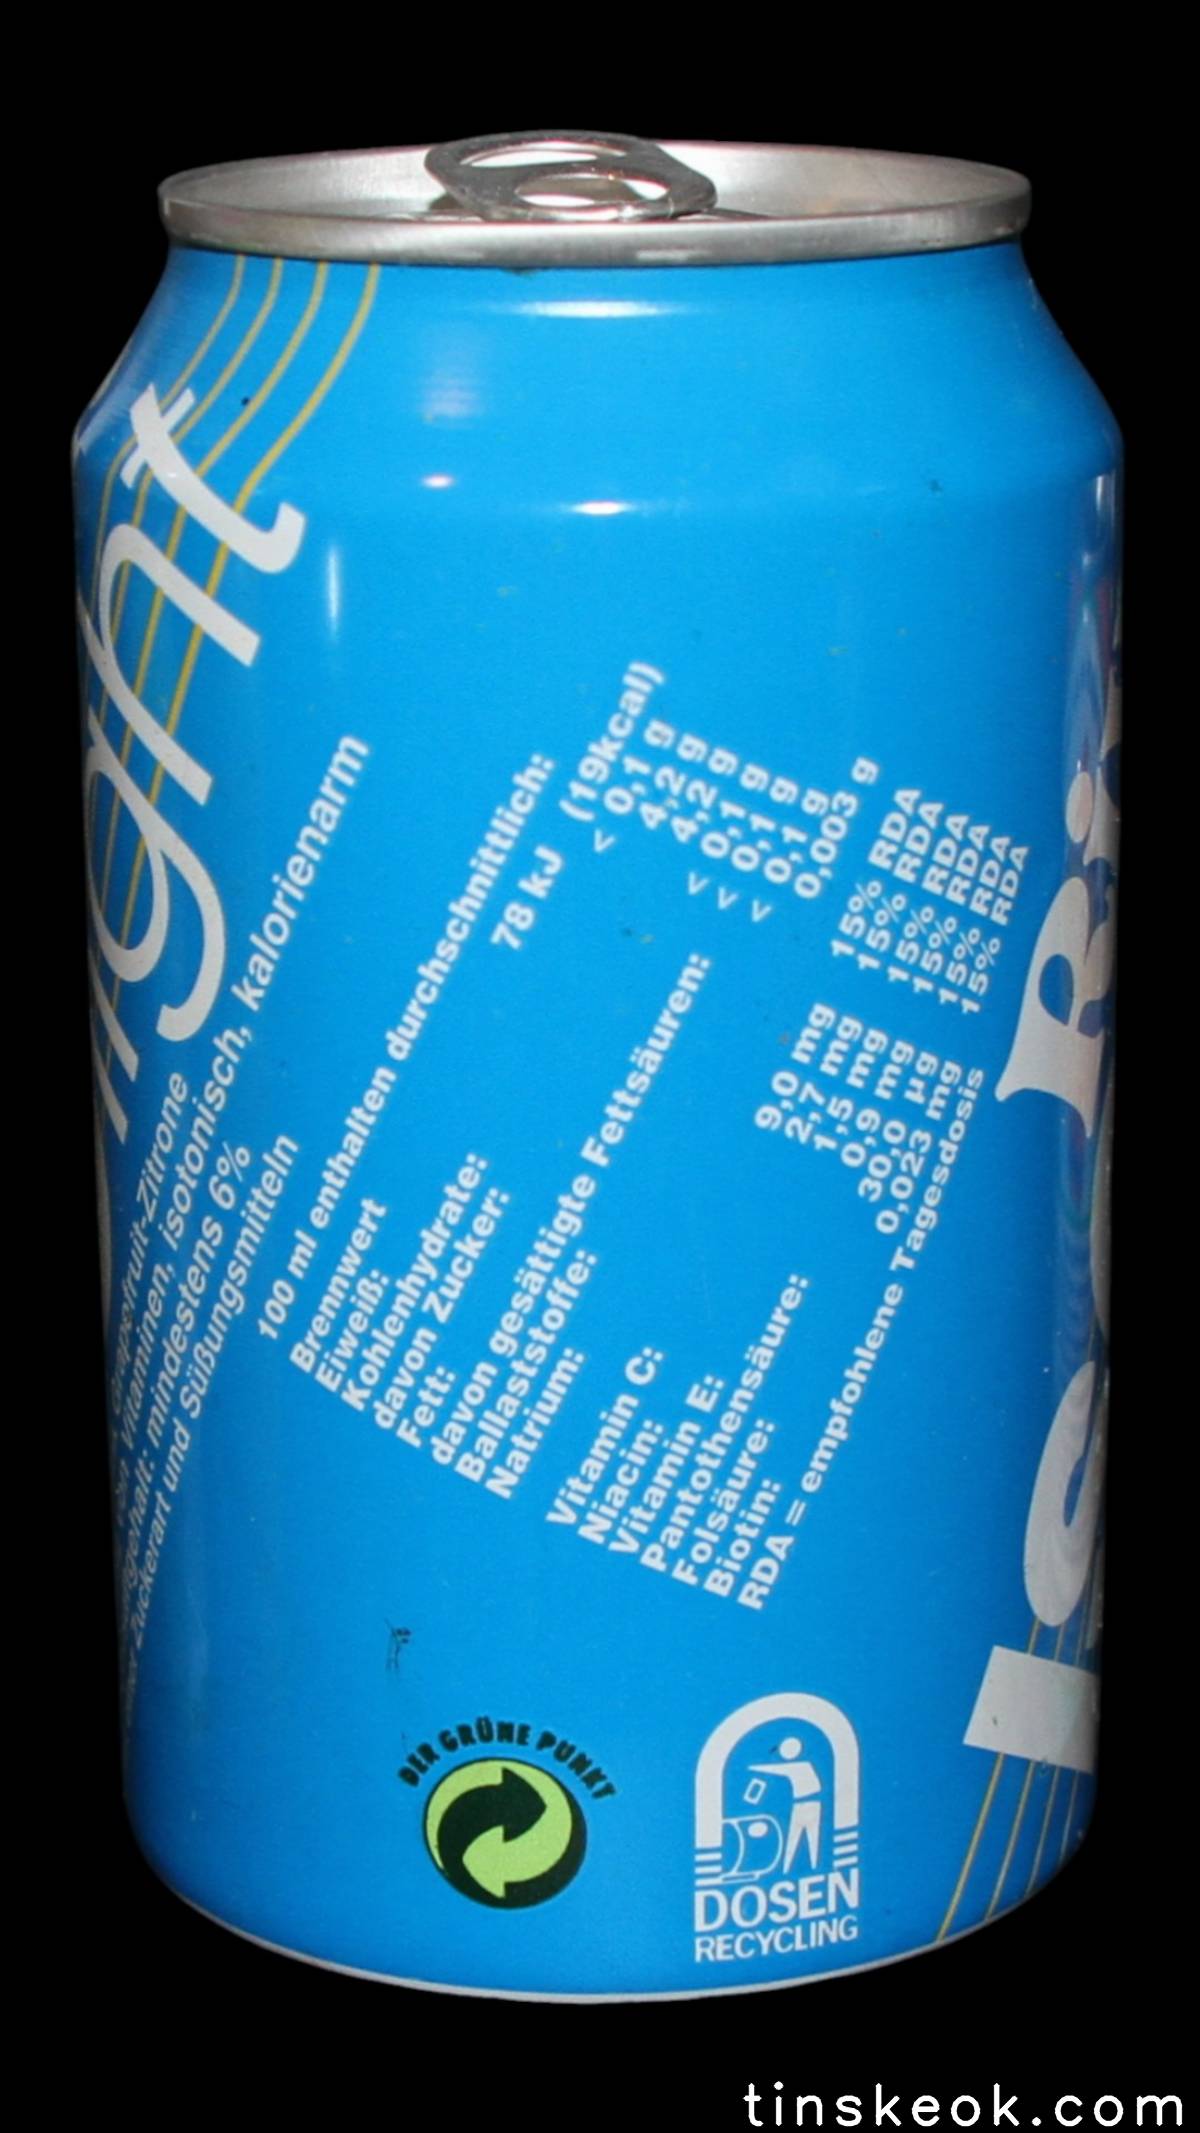 ght
Grapefruit-Zitrone
Vitaminen, isotonisch, kalorienarm
mindestens 6%
Zuckerart und Süßungsmitteln
100 ml enthalten durchschnittlich:
Brennwert 78 kJ (19kcal)
Eiweiß: < 0,1 g
Kohlenhydrate: 4,2 g
davon Zucker: 4,2 g
Fett: < 0,1 g
davon gesättigte Fettsäuren: < 0,1 g
Ballaststoffe: < 0,1 g
Natrium: 0,003 g
Vitamin C: 9,0 mg 15% RDA
Niacin: 2,7 mg 15% RDA
Vitamin E: 1,5 mg 15% RDA
Pantothensäure: 0,9 mg 15% RDA
Folsäure: 30,0 µg 15% RDA
Biotin: 0,023 mg 15% RDA
RDA = empfohlene Tagesdosis
DER GRÜNE PUNKT
DOSEN
RECYCLING
tinskeok.com